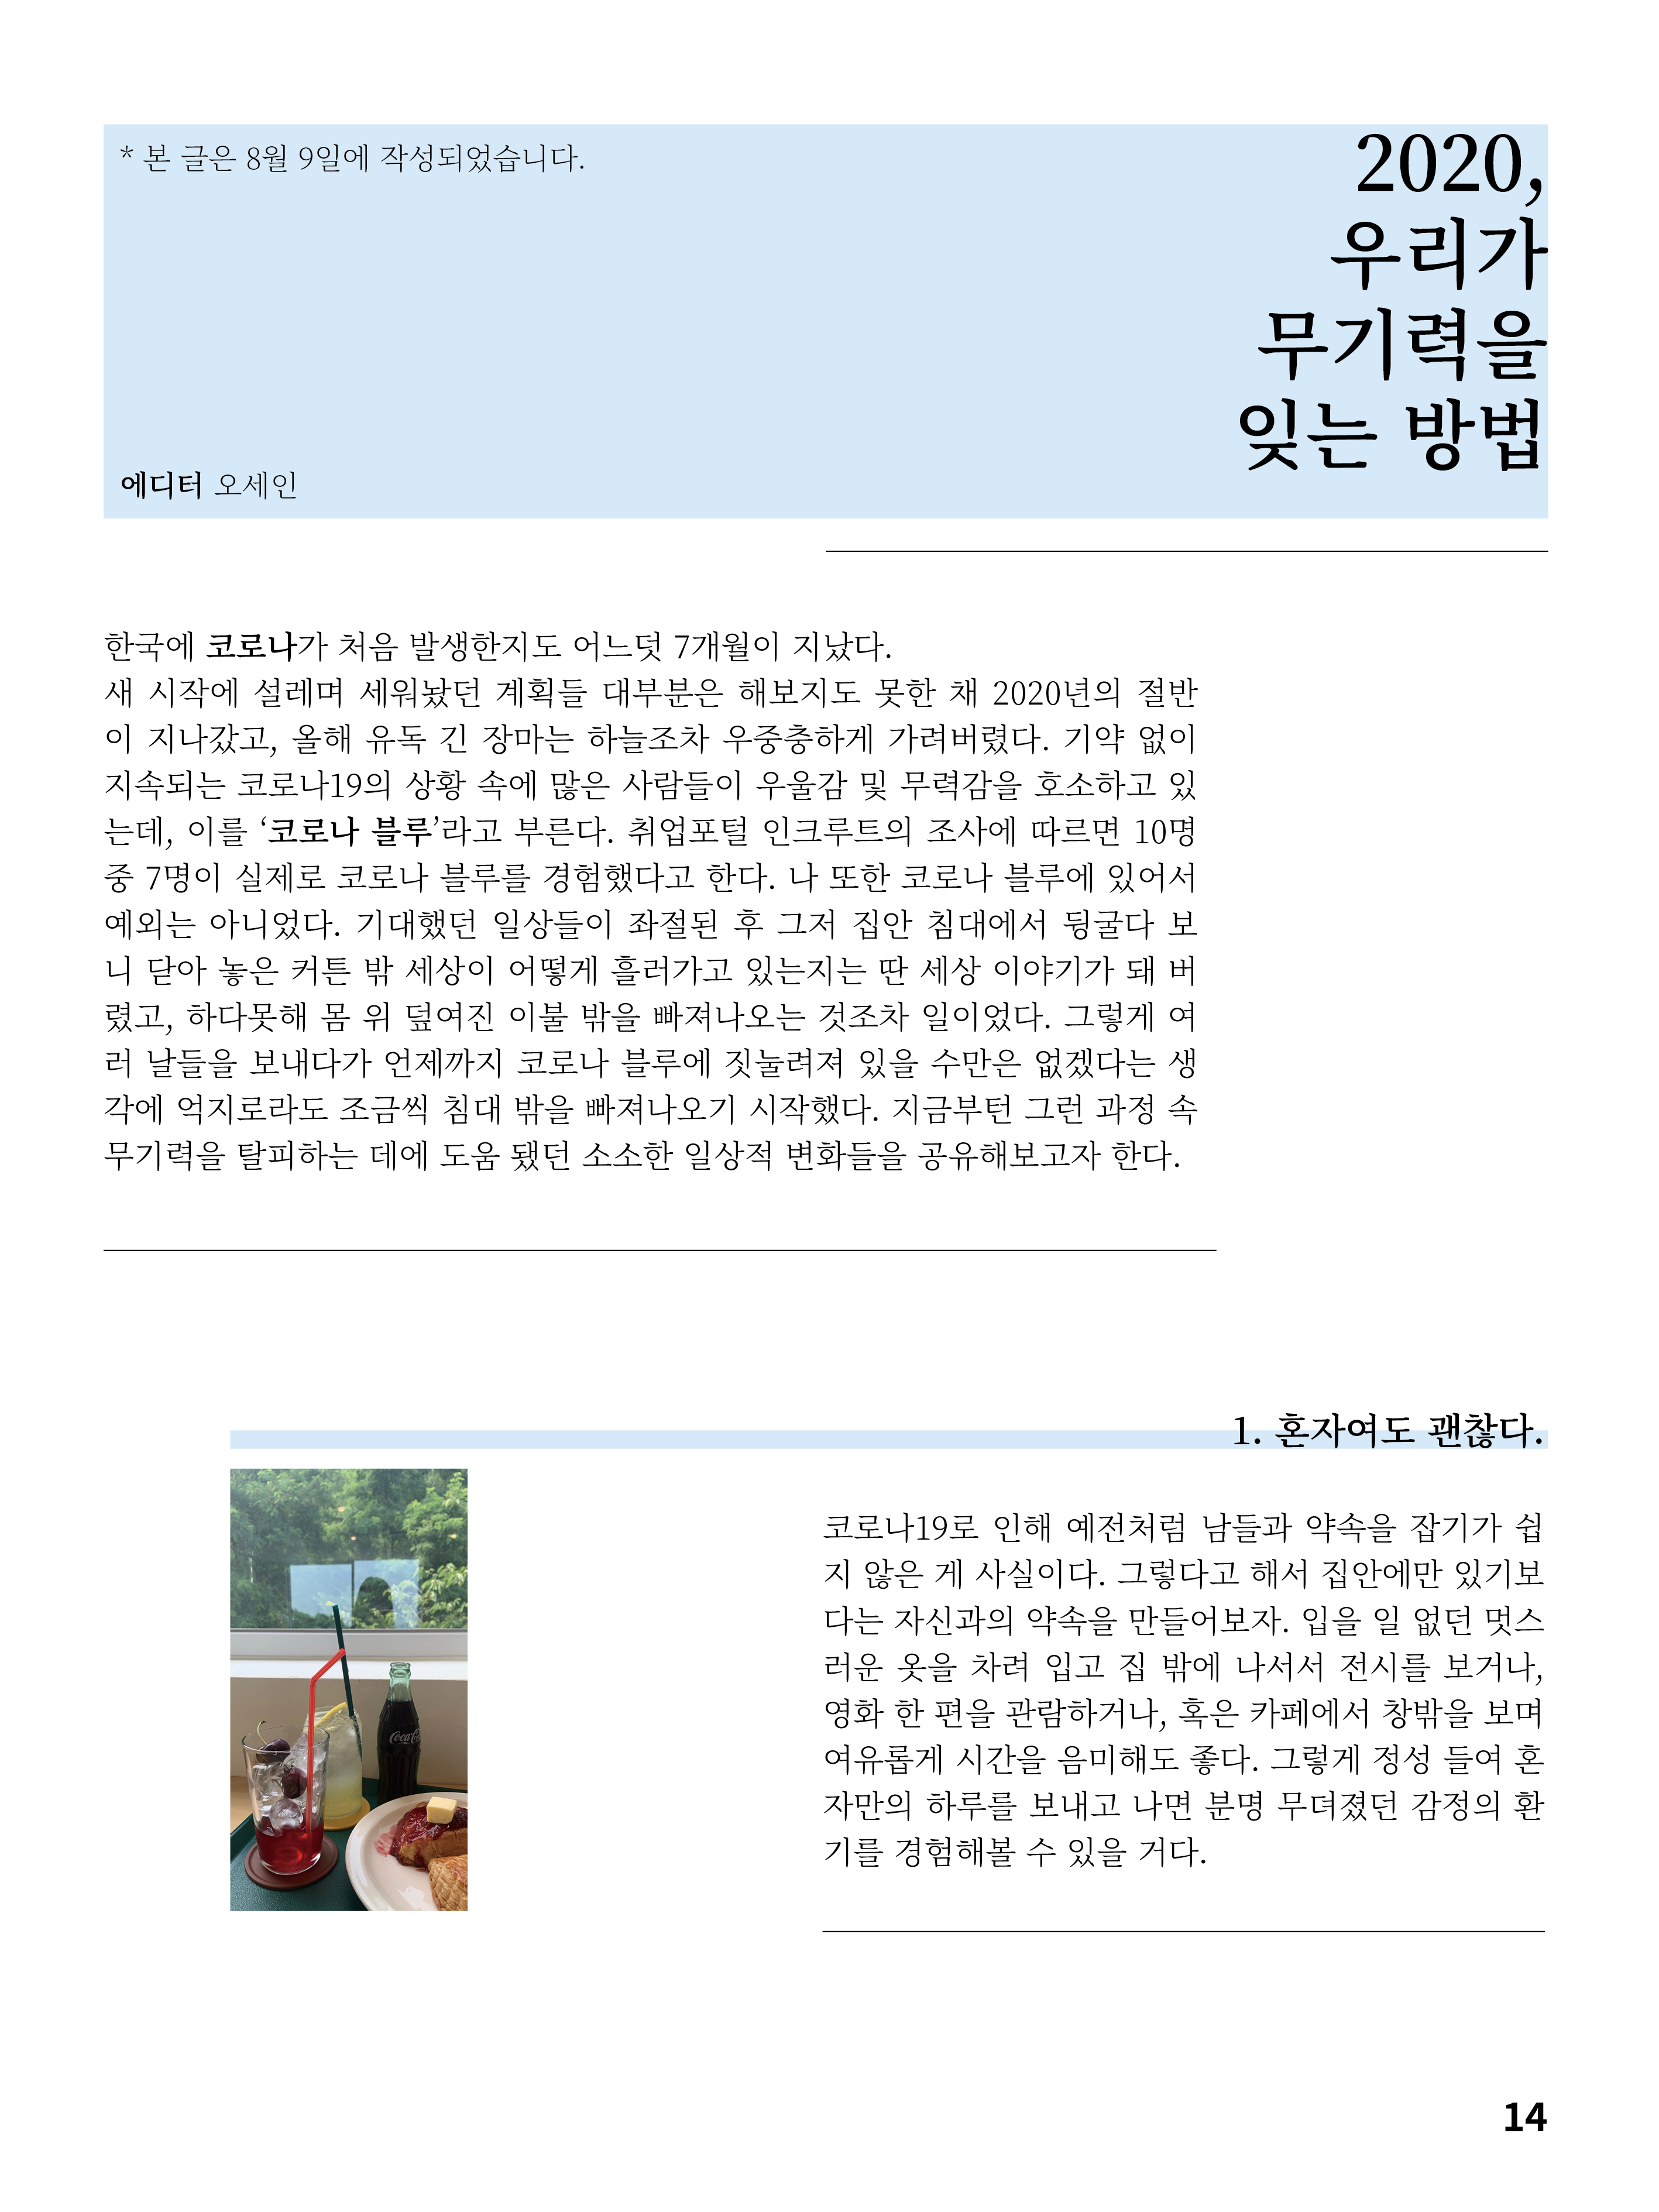 * 본 글은 8월 9일에 작성되었습니다.
2020,
우리가
무기력을
잊는 방법
에디터 오세인
한국에 코로나가 처음 발생한지도 어느덧 7개월이 지났다.
새 시작에 설레며 세워놨던 계획들 대부분은 해보지도 못한 채 2020년의 절반
이 지나갔고, 올해 유독 긴 장마는 하늘조차 우중충하게 가려버렸다. 기약 없이
지속되는 코로나19의 상황 속에 많은 사람들이 우울감 및 무력감을 호소하고 있
는데, 이를 ‘코로나 블루’라고 부른다. 취업포털 인크루트의 조사에 따르면 10명
중 7명이 실제로 코로나 블루를 경험했다고 한다. 나 또한 코로나 블루에 있어서
예외는 아니었다. 기대했던 일상들이 좌절된 후 그저 집안 침대에서 뒹굴다 보
니 닫아 놓은 커튼 밖 세상이 어떻게 흘러가고 있는지는 딴 세상 이야기가 돼 버
렸고, 하다못해 몸 위 덮여진 이불 밖을 빠져나오는 것조차 일이었다. 그렇게 여
러 날들을 보내다가 언제까지 코로나 블루에 짓눌려져 있을 수만은 없겠다는 생
각에 억지로라도 조금씩 침대 밖을 빠져나오기 시작했다. 지금부턴 그런 과정 속
무기력을 탈피하는 데에 도움 됐던 소소한 일상적 변화들을 공유해보고자 한다.
1. 혼자여도 괜찮다.
코로나19로 인해 예전처럼 남들과 약속을 잡기가 쉽
지 않은 게 사실이다. 그렇다고 해서 집안에만 있기보
다는 자신과의 약속을 만들어보자. 입을 일 없던 멋스
러운 옷을 차려 입고 집 밖에 나서서 전시를 보거나,
영화 한 편을 관람하거나, 혹은 카페에서 창밖을 보며
여유롭게 시간을 음미해도 좋다. 그렇게 정성 들여 혼
자만의 하루를 보내고 나면 분명 무뎌졌던 감정의 환
기를 경험해볼 수 있을 거다.
14